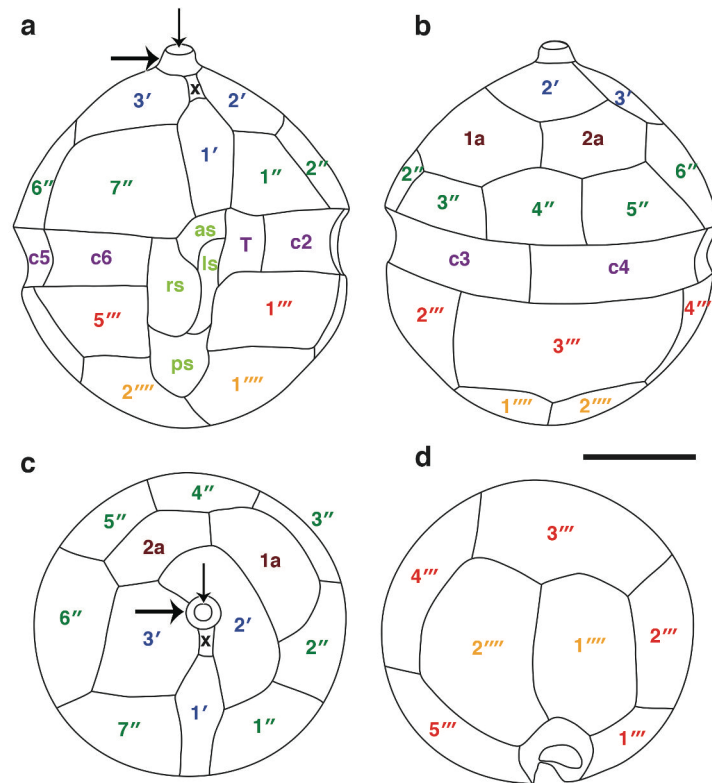 a
x
3′ 2′
1′
6″ 7″ 1″ 2″
as
c5 c6 T c2
rs ls
5‴ 1‴
ps
2⁗ 1⁗
b
2′ 3′
1a 2a
2″ 3″ 4″ 5″ 6″
c3 c4
2‴ 3‴ 4‴
1⁗ 2⁗
c
4″
5″ 3″
2a 1a
6″ 3′ x 2′ 2″
1′
7″ 1″
d
3‴
4‴
2⁗ 1⁗ 2‴
5‴ 1‴